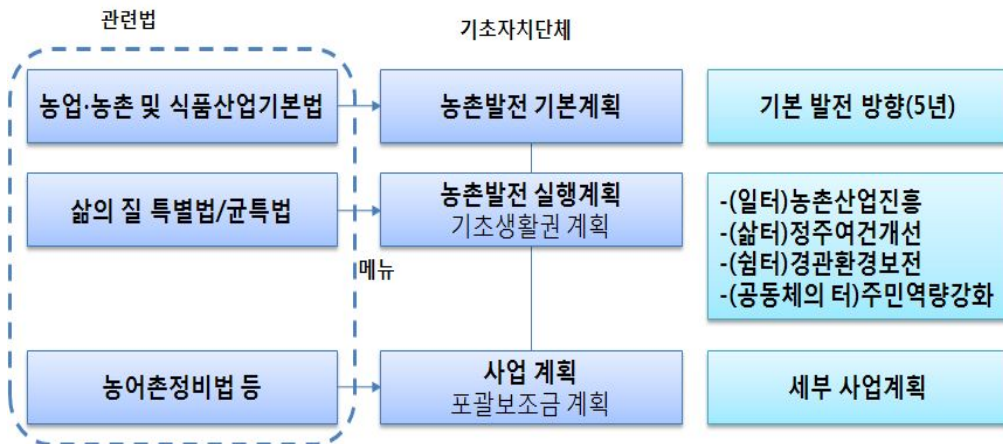 관련법
기초자치단체
농업·농촌 및 식품산업기본법
농촌발전 기본계획
기본 발전 방향(5년)
삶의 질 특별법/균특법
농촌발전 실행계획
기초생활권 계획
-(일터)농촌산업진흥
-(삶터)정주여건개선
-(쉼터)경관환경보전
-(공동체의 터)주민역량강화
메뉴
농어촌정비법 등
사업 계획
포괄보조금 계획
세부 사업계획